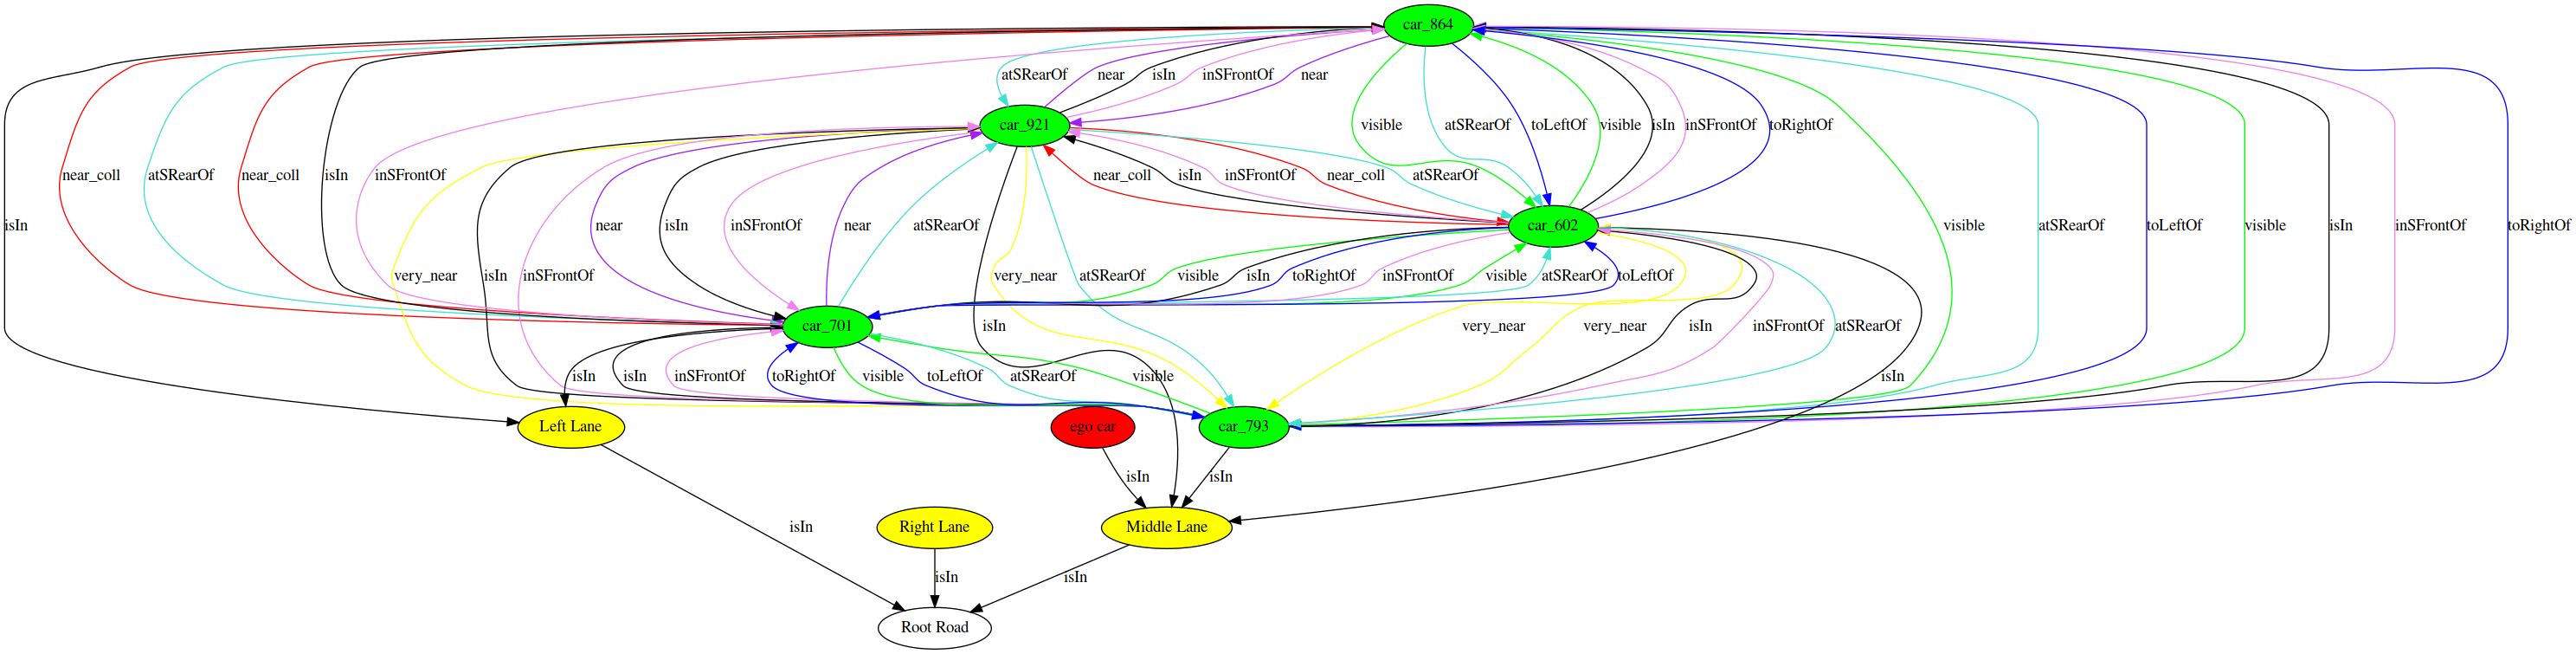 car_864
atSRearOf near isIn inSFrontOf near
visible atSRearOf toLeftOf visible isIn inSFrontOf toRightOf
car_921
near_coll atSRearOf near_coll isIn inSFrontOf near_coll isIn inSFrontOf near_coll atSRearOf
isIn near isIn inSFrontOf near atSRearOf car_602 visible atSRearOf toLeftOf visible isIn inSFrontOf toRightOf
very_near isIn inSFrontOf very_near atSRearOf visible isIn toRightOf inSFrontOf visible atSRearOf toLeftOf
car_701 isIn very_near very_near isIn inSFrontOf atSRearOf
isIn isIn inSFrontOf toRightOf visible toLeftOf atSRearOf visible isIn
Left Lane ego car car_793
isIn isIn
isIn Right Lane Middle Lane
isIn isIn
Root Road